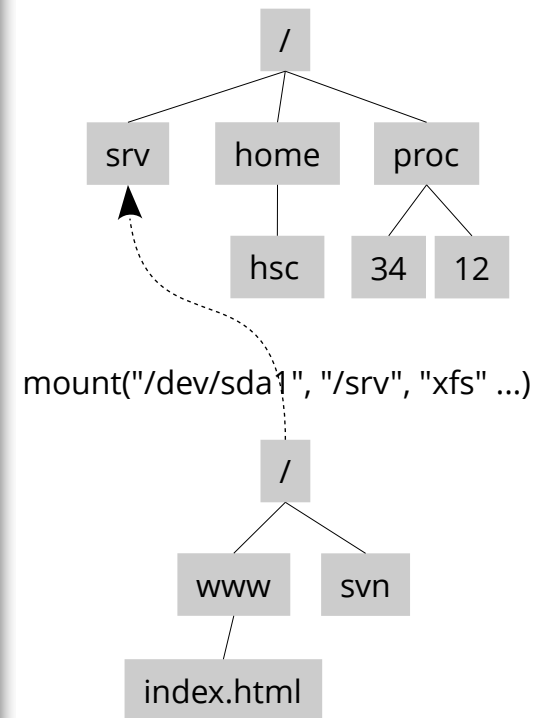 /
srv home proc
hsc 34 12
mount("/dev/sda1", "/srv", "xfs" ...)
/
www svn
index.html